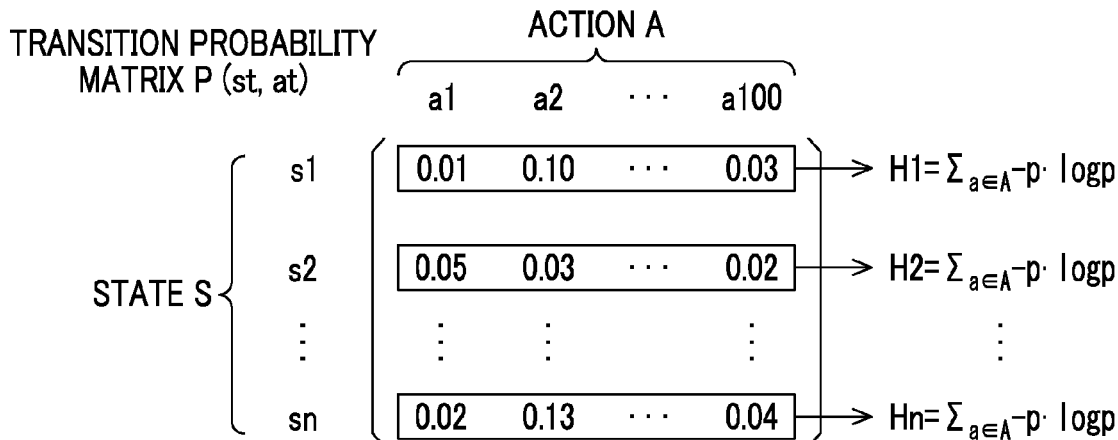 TRANSITION PROBABILITY
MATRIX P (st, at)
ACTION A
a1 a2 ··· a100
s1 0.01 0.10 ··· 0.03 H1=Σa∈A-p· logp
s2 0.05 0.03 ··· 0.02 H2=Σa∈A-p· logp
STATE S
⋮ ⋮ ⋮ ⋮ ⋮
sn 0.02 0.13 ··· 0.04 Hn=Σa∈A-p· logp